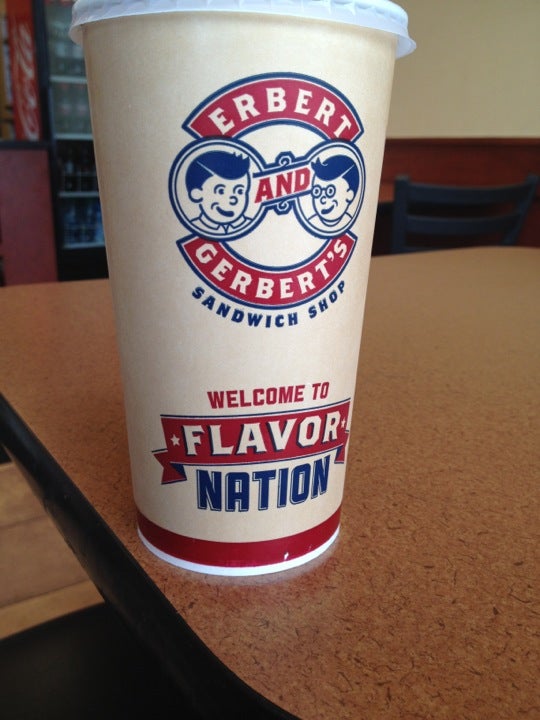 ERBERT
AND
GERBERT'S
SANDWICH SHOP
WELCOME TO
FLAVOR
NATION